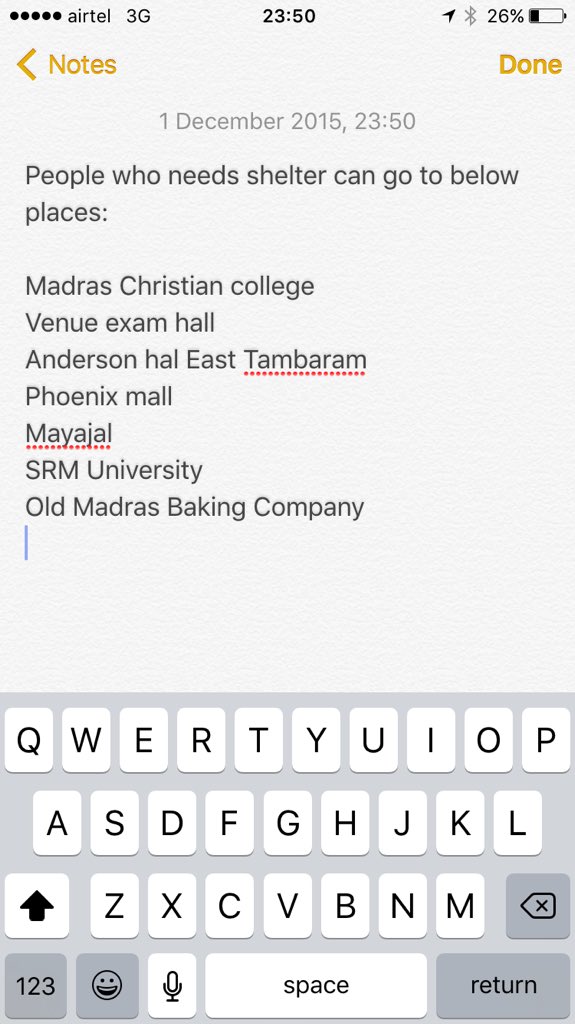 ●●●●● airtel 3G 23:50 26%
Notes Done
1 December 2015, 23:50
People who needs shelter can go to below
places:
Madras Christian college
Venue exam hall
Anderson hal East Tambaram
Phoenix mall
Mayajal
SRM University
Old Madras Baking Company
Q W E R T Y U I O P
A S D F G H J K L
Z X C V B N M
123 space return